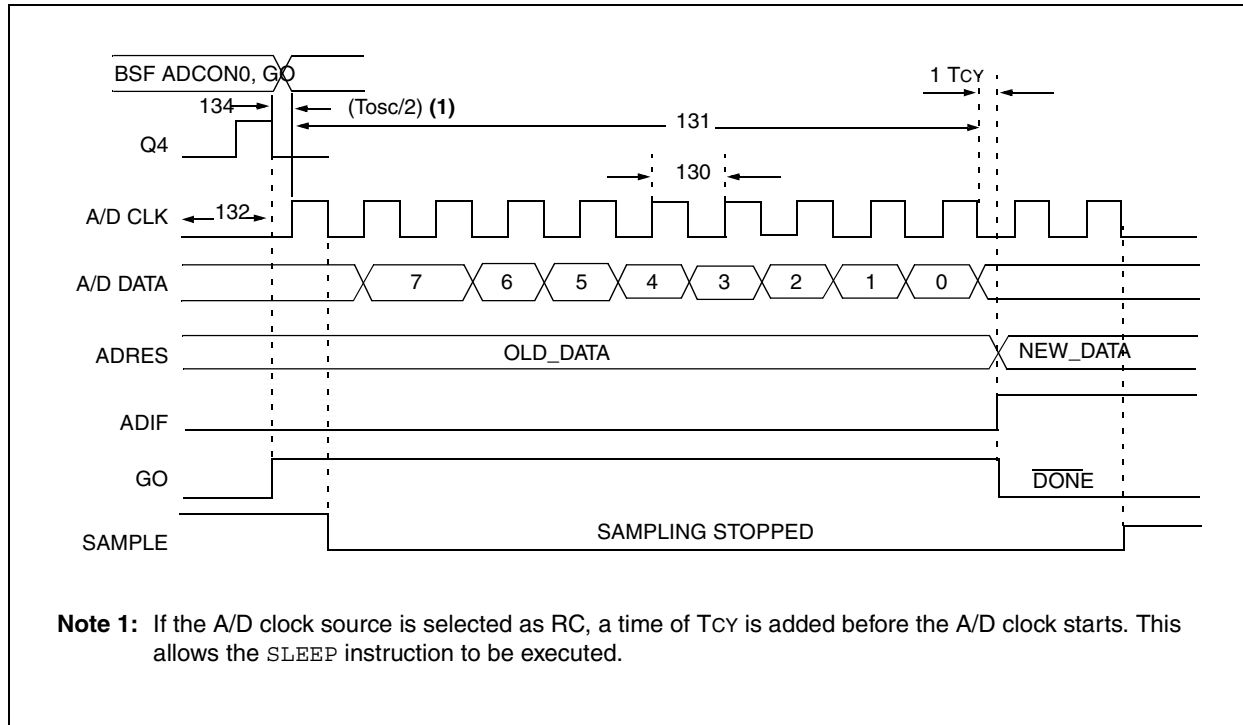 BSF ADCON0, GO
1 TCY
134
(Tosc/2) (1)
131
Q4
130
A/D CLK
132
A/D DATA
7 6 5 4 3 2 1 0
ADRES
OLD_DATA
NEW_DATA
ADIF
GO
DONE
SAMPLE
SAMPLING STOPPED
Note 1: If the A/D clock source is selected as RC, a time of TCY is added before the A/D clock starts. This
allows the SLEEP instruction to be executed.